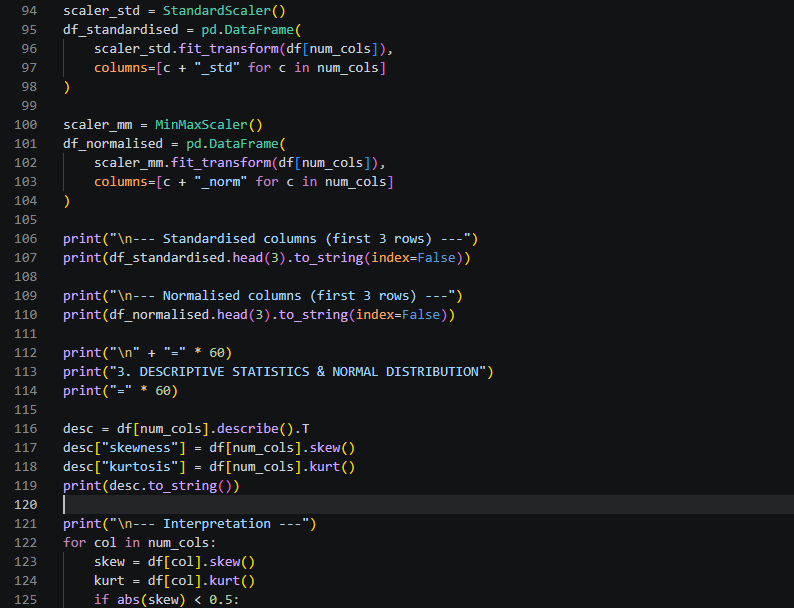 94 scaler_std = StandardScaler()
95 df_standardised = pd.DataFrame(
96     scaler_std.fit_transform(df[num_cols]),
97     columns=[c + "_std" for c in num_cols]
98 )
99
100 scaler_mm = MinMaxScaler()
101 df_normalised = pd.DataFrame(
102     scaler_mm.fit_transform(df[num_cols]),
103     columns=[c + "_norm" for c in num_cols]
104 )
105
106 print("\n--- Standardised columns (first 3 rows) ---")
107 print(df_standardised.head(3).to_string(index=False))
108
109 print("\n--- Normalised columns (first 3 rows) ---")
110 print(df_normalised.head(3).to_string(index=False))
111
112 print("\n" + "=" * 60)
113 print("3. DESCRIPTIVE STATISTICS & NORMAL DISTRIBUTION")
114 print("=" * 60)
115
116 desc = df[num_cols].describe().T
117 desc["skewness"] = df[num_cols].skew()
118 desc["kurtosis"] = df[num_cols].kurt()
119 print(desc.to_string())
120
121 print("\n--- Interpretation ---")
122 for col in num_cols:
123     skew = df[col].skew()
124     kurt = df[col].kurt()
125     if abs(skew) < 0.5: